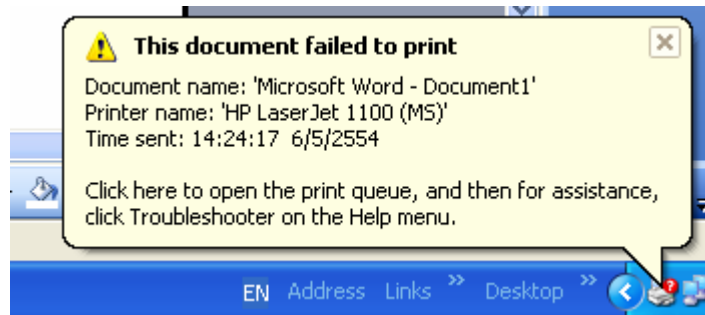 This document failed to print
Document name: 'Microsoft Word - Document1'
Printer name: 'HP LaserJet 1100 (MS)'
Time sent: 14:24:17 6/5/2554
Click here to open the print queue, and then for assistance,
click Troubleshooter on the Help menu.
EN Address Links » Desktop »